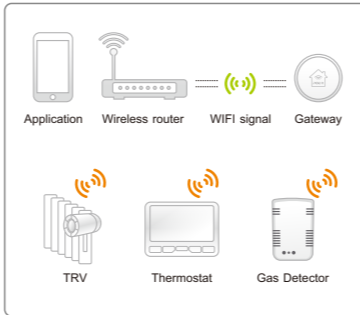 Application Wireless router WIFI signal Gateway
TRV Thermostat Gas Detector